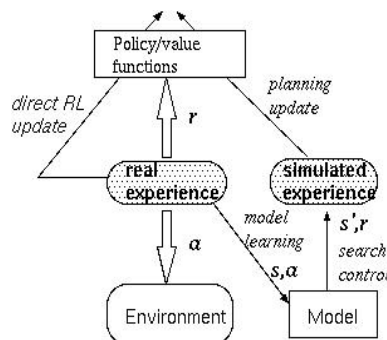 Policy/value
functions
direct RL
update
r
planning
update
real
experience
simulated
experience
a
model
learning
s',r
s,a
search
control
Environment
Model